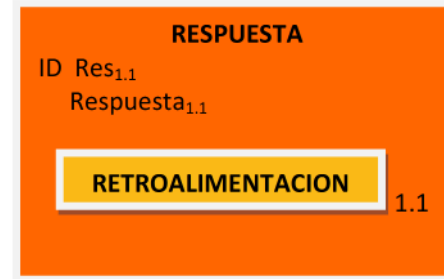 RESPUESTA
ID Res1.1
Respuesta1.1
RETROALIMENTACION
1.1